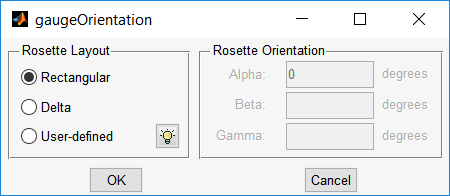 gaugeOrientation
Rosette Layout
Rectangular
Delta
User-defined
Rosette Orientation
Alpha: 0 degrees
Beta: degrees
Gamma: degrees
OK Cancel